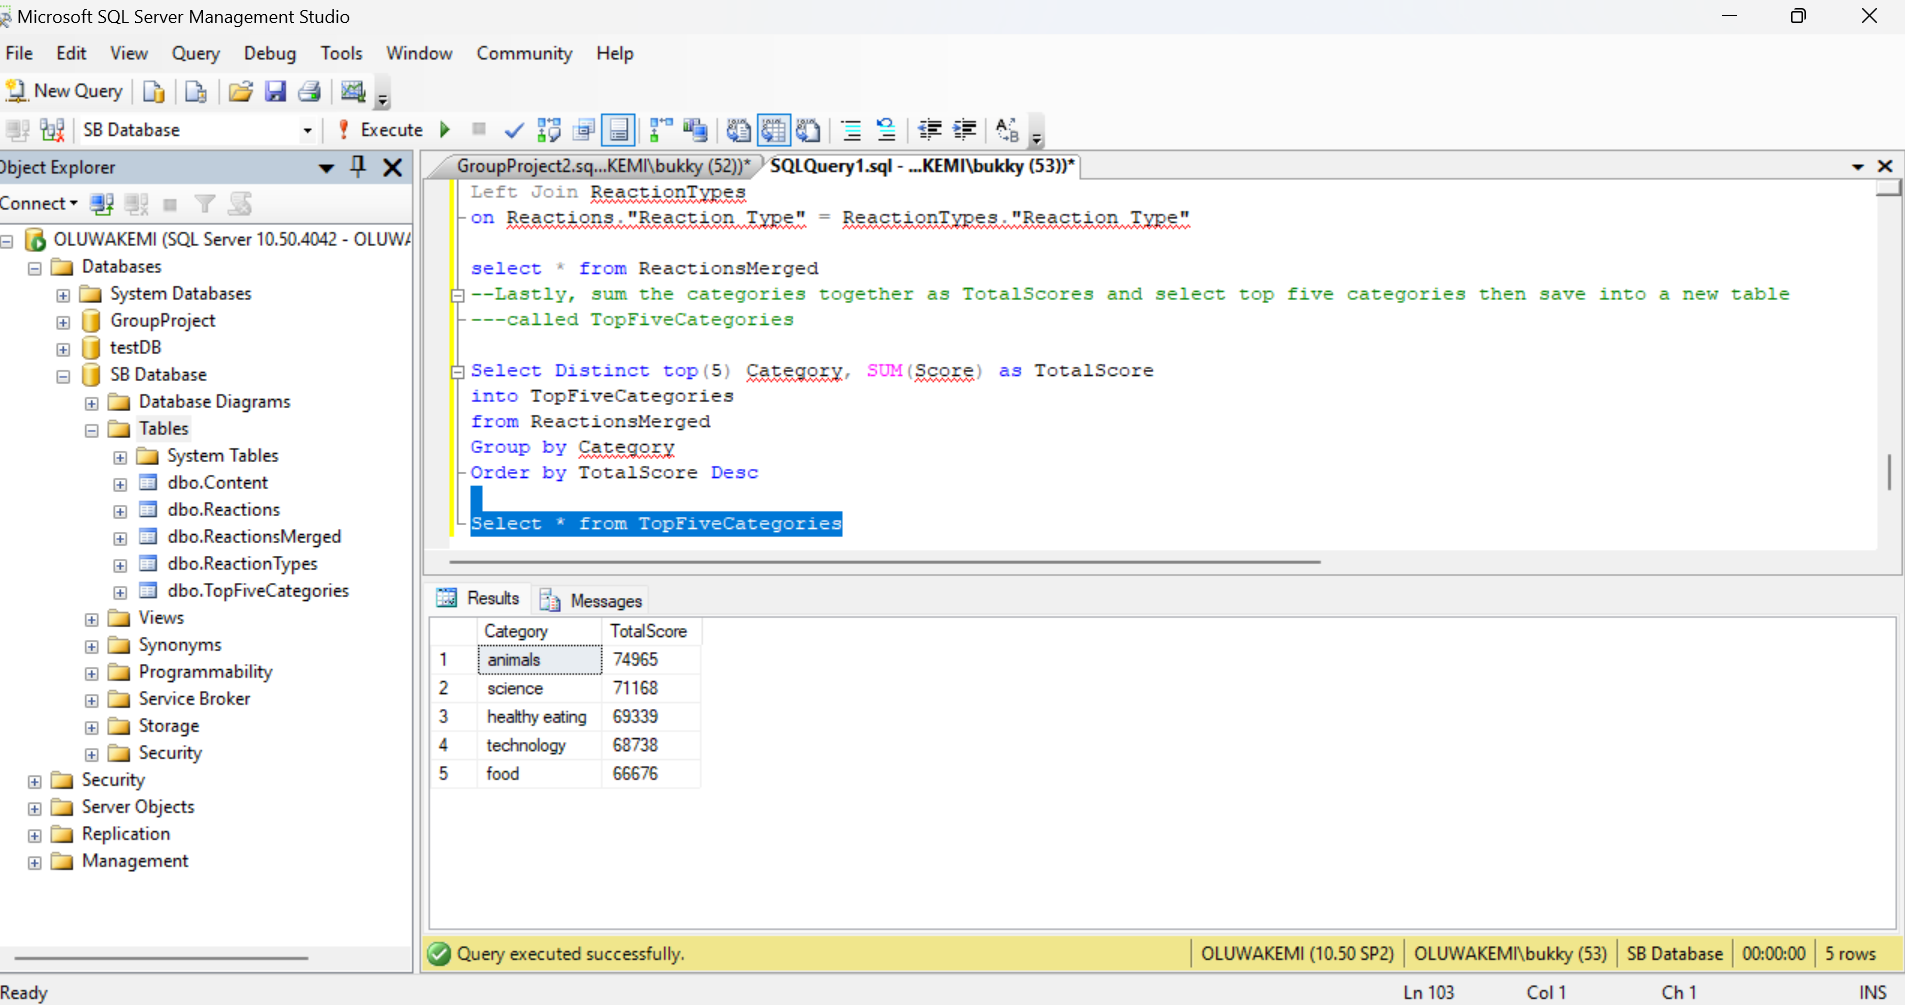 Microsoft SQL Server Management Studio
File Edit View Query Debug Tools Window Community Help
New Query
SB Database Execute
Object Explorer
Connect
OLUWAKEMI (SQL Server 10.50.4042 - OLUWA
Databases
System Databases
GroupProject
testDB
SB Database
Database Diagrams
Tables
System Tables
dbo.Content
dbo.Reactions
dbo.ReactionsMerged
dbo.ReactionTypes
dbo.TopFiveCategories
Views
Synonyms
Programmability
Service Broker
Storage
Security
Security
Server Objects
Replication
Management
GroupProject2.sq...KEMI\bukky (52))* SQLQuery1.sql - ...KEMI\bukky (53))*
Left Join ReactionTypes
on Reactions."Reaction Type" = ReactionTypes."Reaction Type"
select * from ReactionsMerged
--Lastly, sum the categories together as TotalScores and select top five categories then save into a new table
---called TopFiveCategories
Select Distinct top(5) Category, SUM(Score) as TotalScore
into TopFiveCategories
from ReactionsMerged
Group by Category
Order by TotalScore Desc
Select * from TopFiveCategories
Results Messages
Category TotalScore
1 animals 74965
2 science 71168
3 healthy eating 69339
4 technology 68738
5 food 66676
Query executed successfully. OLUWAKEMI (10.50 SP2) OLUWAKEMI\bukky (53) SB Database 00:00:00 5 rows
Ready Ln 103 Col 1 Ch 1 INS